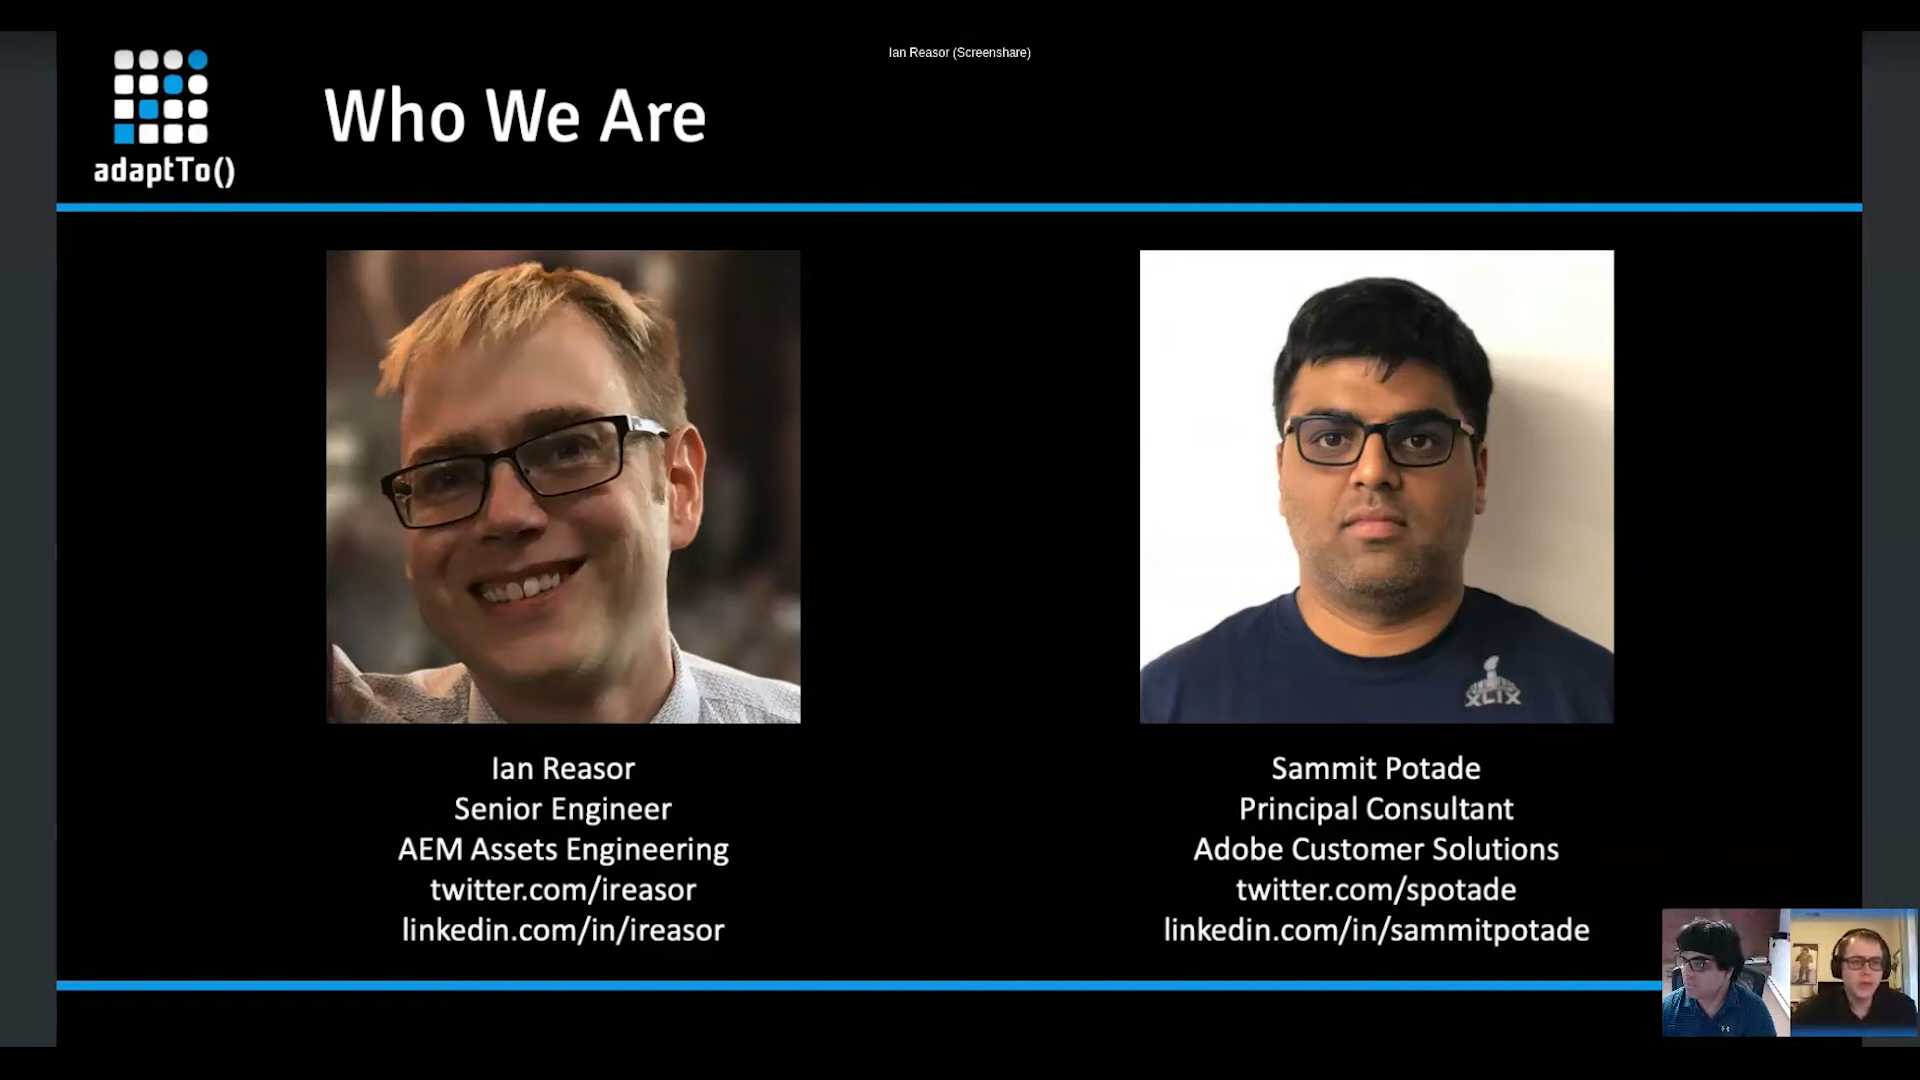 Ian Reasor (Screenshare)
adaptTo()
Who We Are
XLIX
Ian Reasor
Senior Engineer
AEM Assets Engineering
twitter.com/ireasor
linkedin.com/in/ireasor
Sammit Potade
Principal Consultant
Adobe Customer Solutions
twitter.com/spotade
linkedin.com/in/sammitpotade